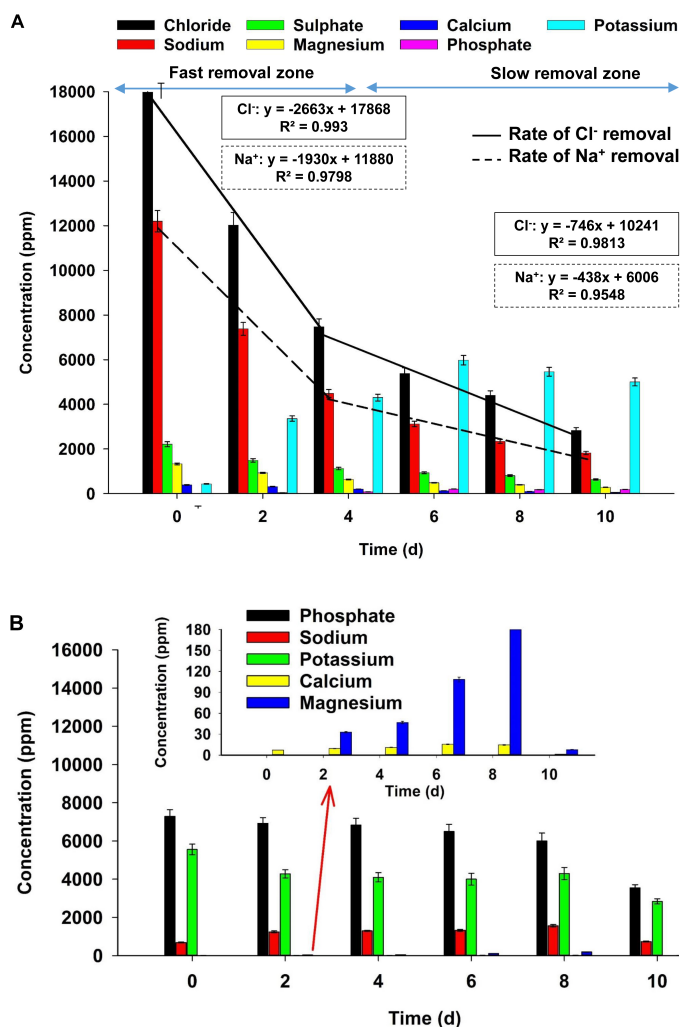 A
Chloride Sulphate Calcium Potassium
Sodium Magnesium Phosphate
Fast removal zone Slow removal zone
18000
16000
14000
12000
10000
8000
6000
4000
2000
0
Concentration (ppm)
Cl⁻: y = -2663x + 17868
R² = 0.993
Na⁺: y = -1930x + 11880
R² = 0.9798
Rate of Cl⁻ removal
Rate of Na⁺ removal
Cl⁻: y = -746x + 10241
R² = 0.9813
Na⁺: y = -438x + 6006
R² = 0.9548
0 2 4 6 8 10
Time (d)
B
Phosphate
Sodium
Potassium
Calcium
Magnesium
180
150
120
90
60
30
0
Concentration (ppm)
0 2 4 6 8 10
Time (d)
16000
14000
12000
10000
8000
6000
4000
2000
0
Concentration (ppm)
0 2 4 6 8 10
Time (d)